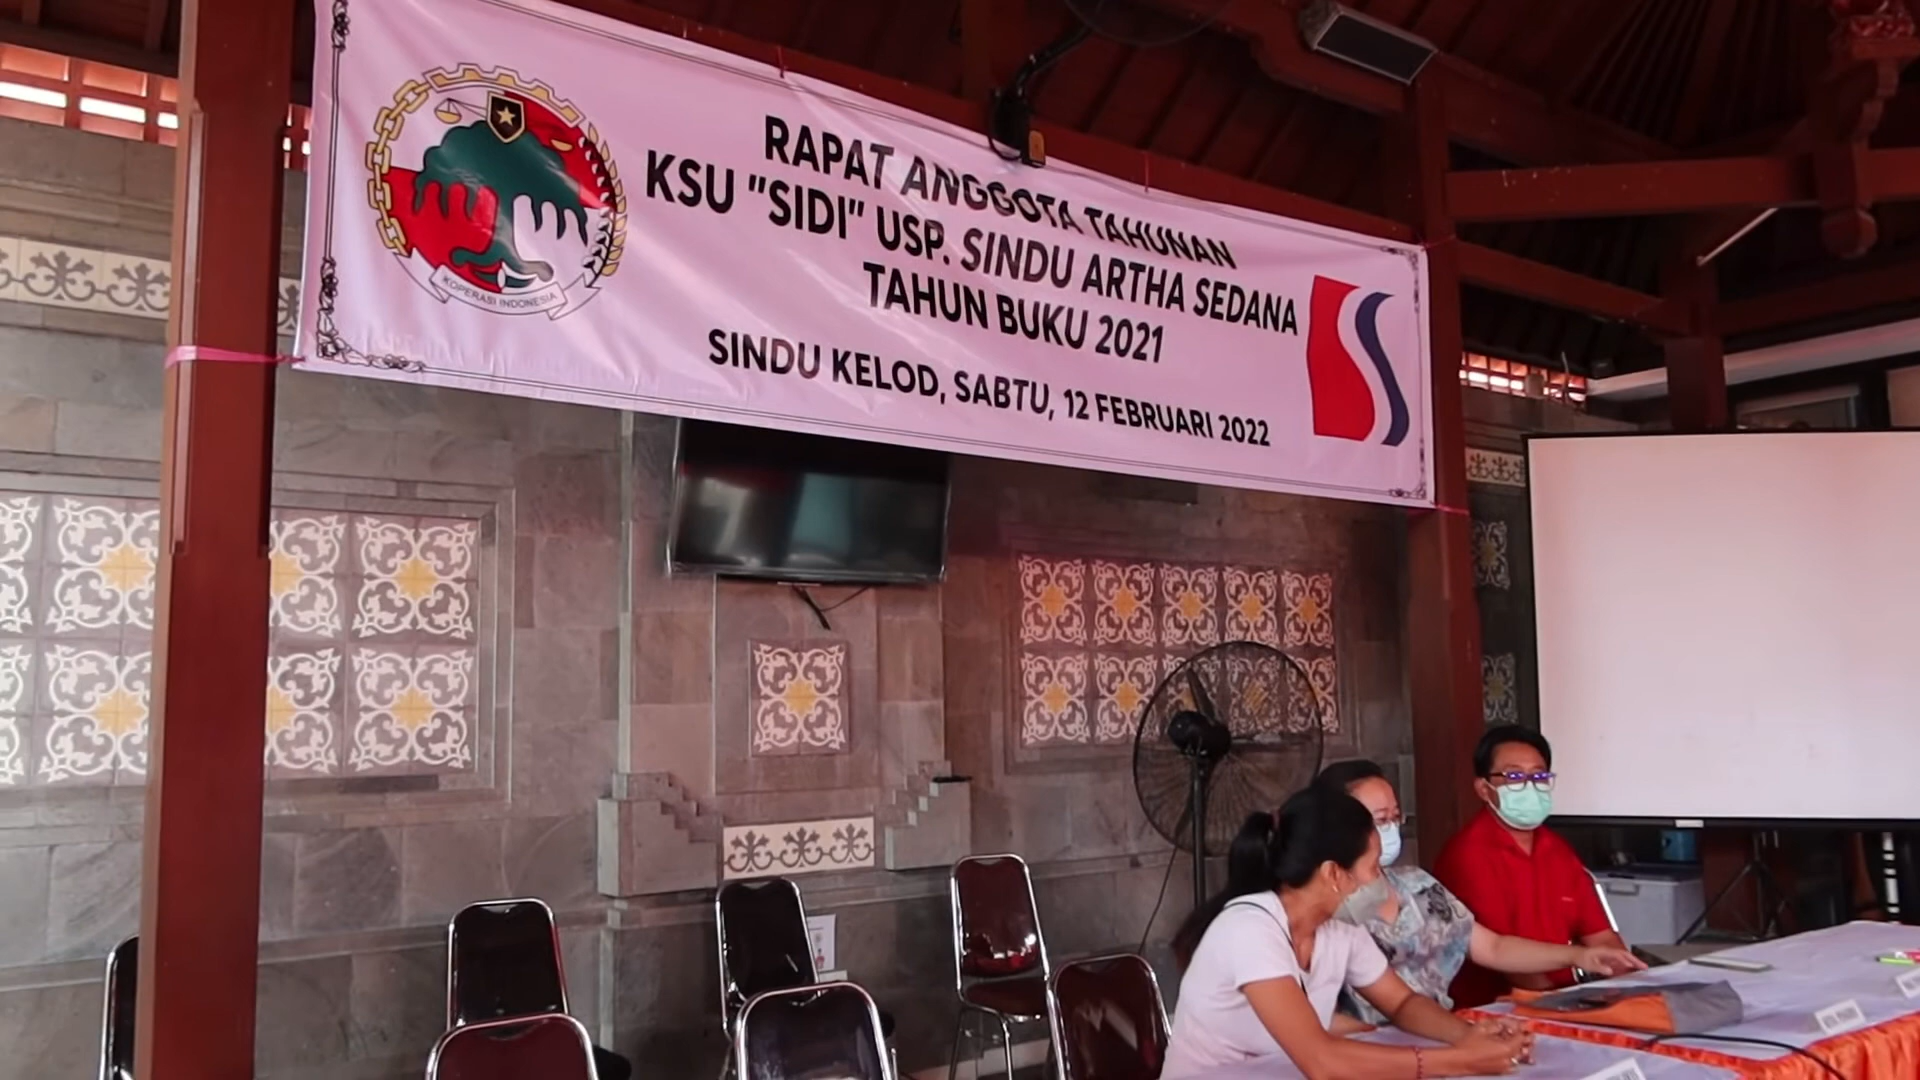 RAPAT ANGGOTA TAHUNAN
KSU "SIDI" USP. SINDU ARTHA SEDANA
TAHUN BUKU 2021
SINDU KELOD, SABTU, 12 FEBRUARI 2022
KOPERASI INDONESIA